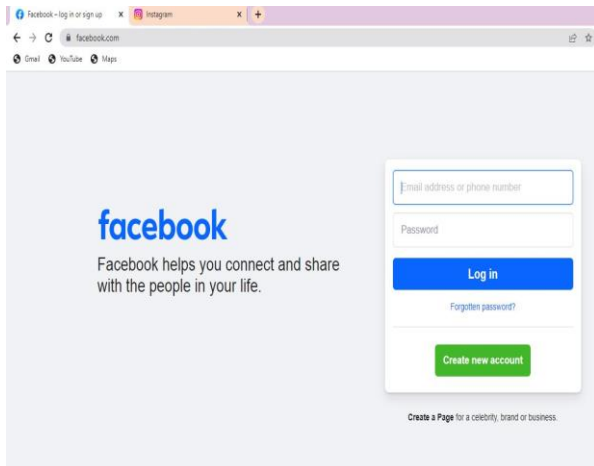 Facebook – log in or sign up
Instagram
facebook.com
Gmail YouTube Maps
facebook
Facebook helps you connect and share
with the people in your life.
Email address or phone number
Password
Log in
Forgotten password?
Create new account
Create a Page for a celebrity, brand or business.